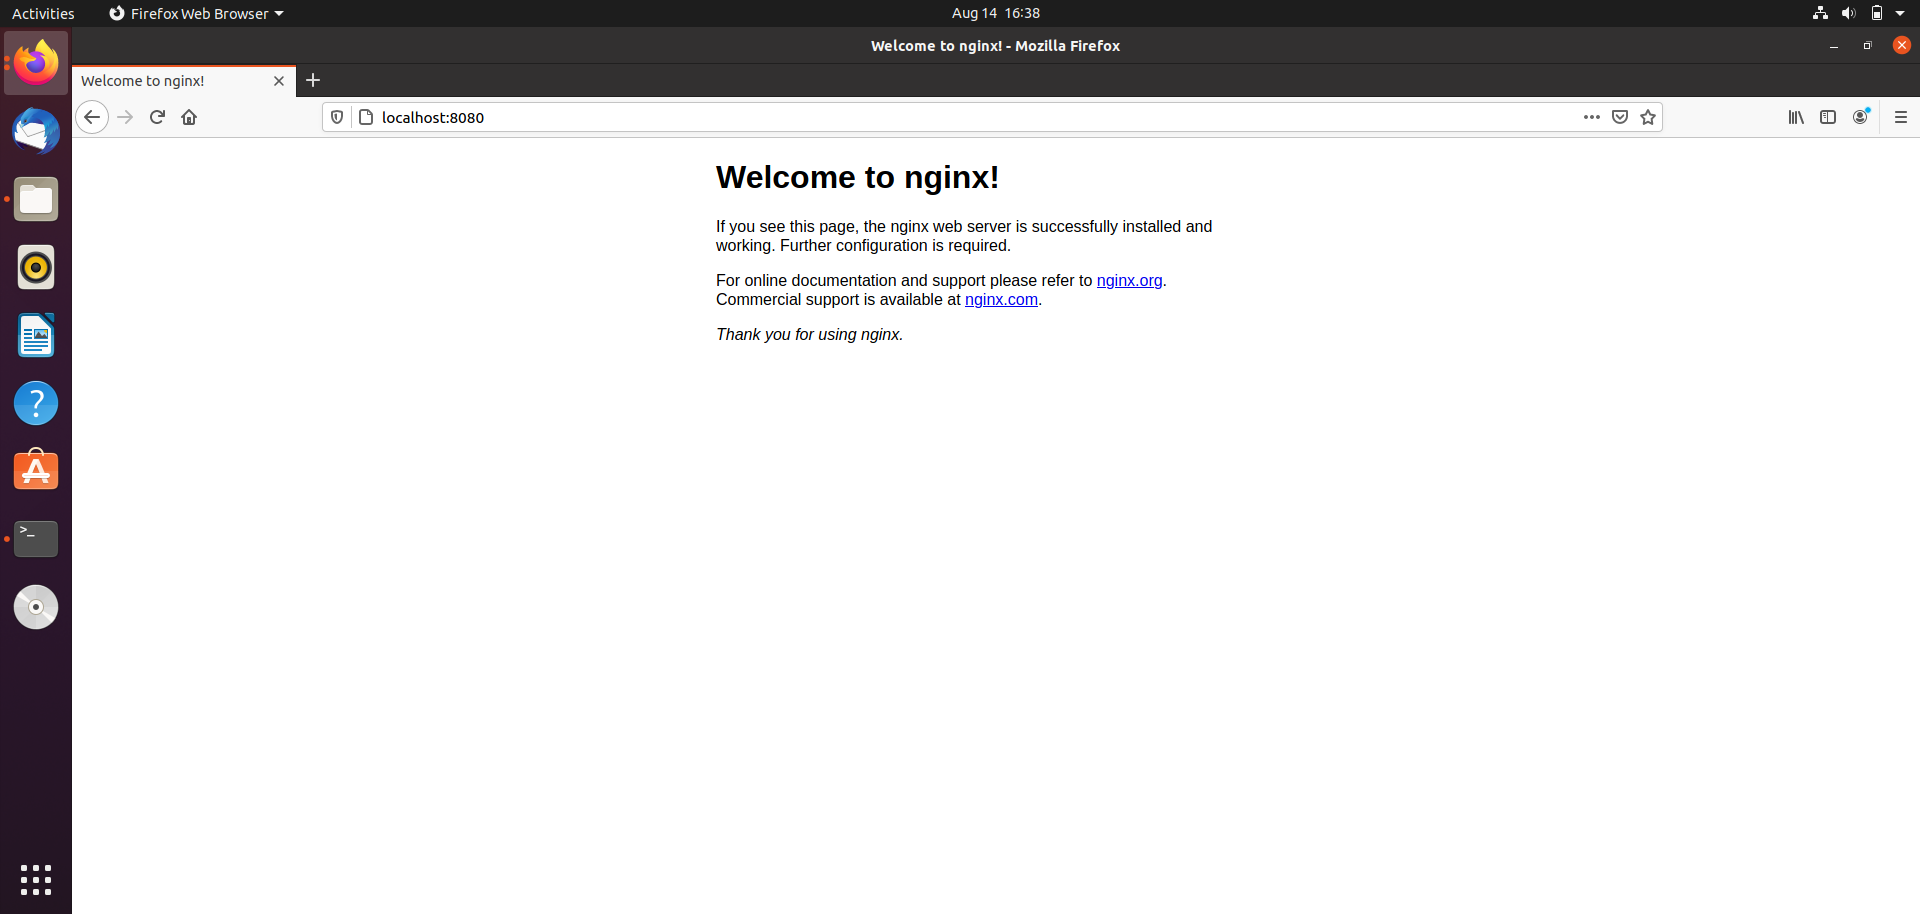 Activities
Firefox Web Browser
Aug 14 16:38
Welcome to nginx! - Mozilla Firefox
Welcome to nginx!
localhost:8080
Welcome to nginx!
If you see this page, the nginx web server is successfully installed and
working. Further configuration is required.
For online documentation and support please refer to nginx.org.
Commercial support is available at nginx.com.
Thank you for using nginx.